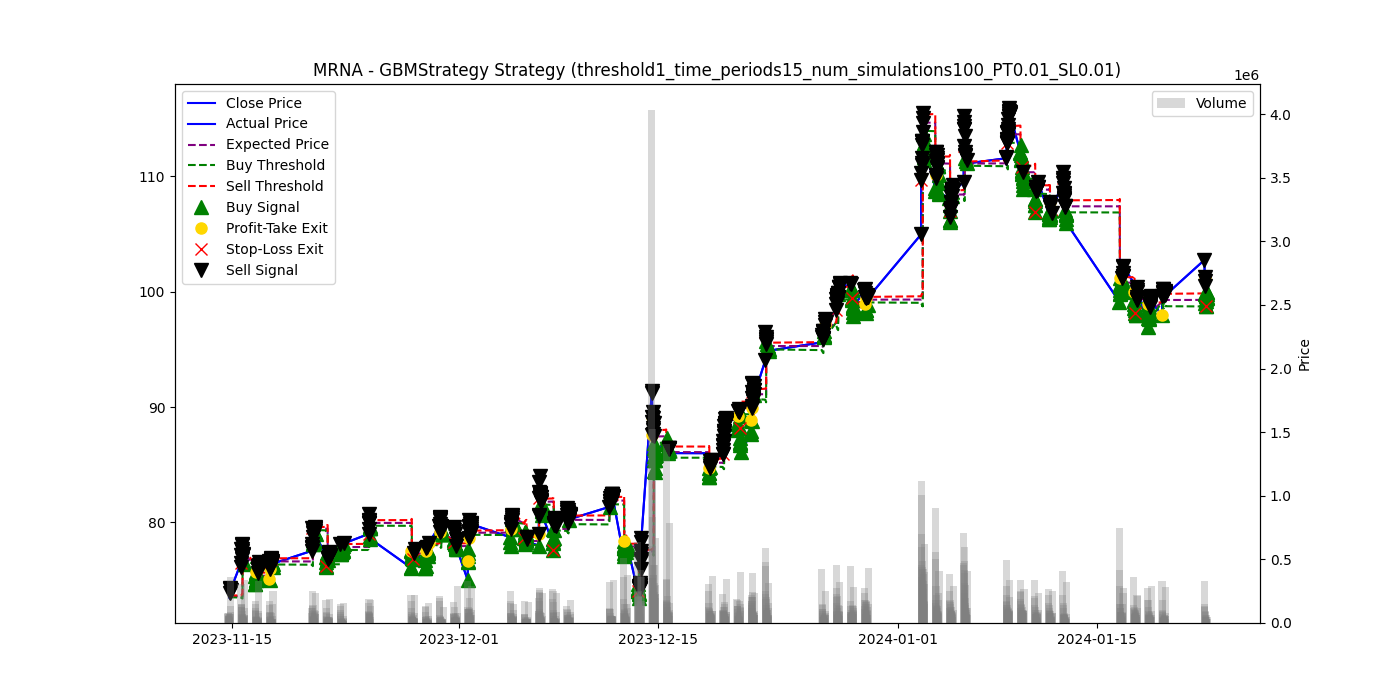 MRNA - GBMStrategy Strategy (threshold1_time_periods15_num_simulations100_PT0.01_SL0.01)
1e6
Close Price
Actual Price
Expected Price
Buy Threshold
Sell Threshold
Buy Signal
Profit-Take Exit
Stop-Loss Exit
Sell Signal
Volume
110
100
90
80
4.0
3.5
3.0
2.5
2.0
1.5
1.0
0.5
0.0
Price
2023-11-15
2023-12-01
2023-12-15
2024-01-01
2024-01-15